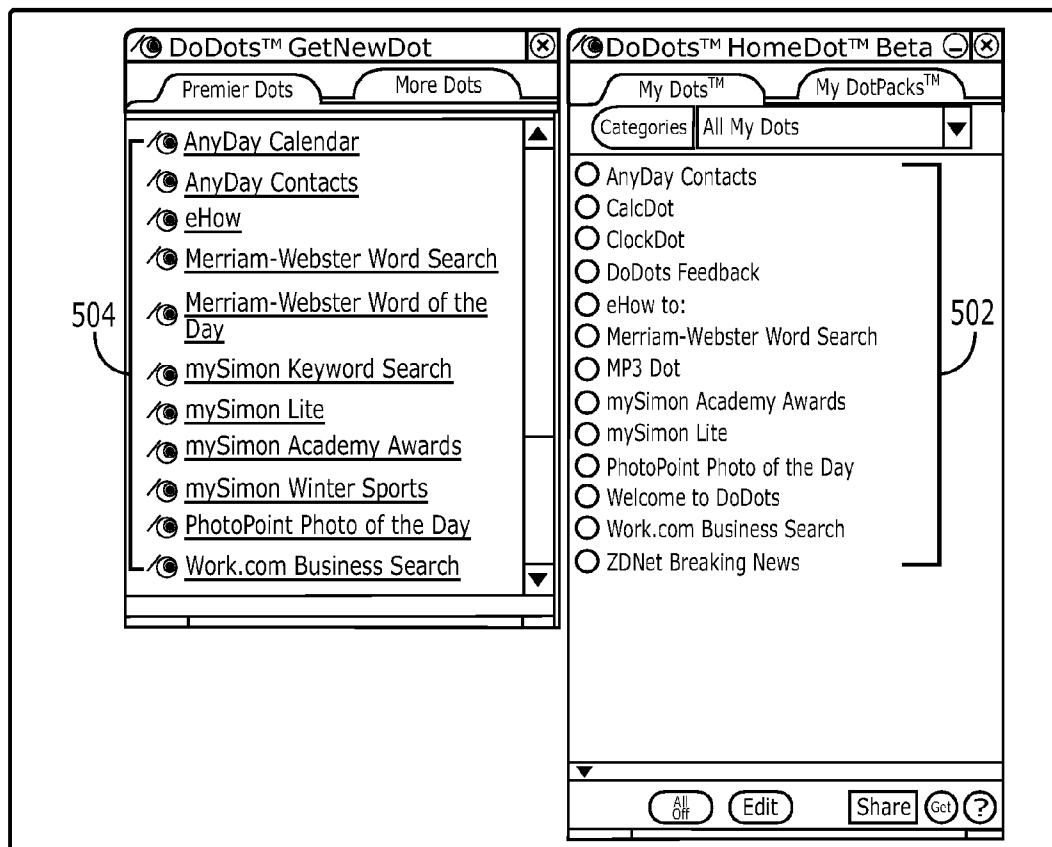 DoDots™ GetNewDot
Premier Dots
More Dots
AnyDay Calendar
AnyDay Contacts
eHow
Merriam-Webster Word Search
Merriam-Webster Word of the
Day
mySimon Keyword Search
mySimon Lite
mySimon Academy Awards
mySimon Winter Sports
PhotoPoint Photo of the Day
Work.com Business Search
504
DoDots™ HomeDot™ Beta
My Dots™
My DotPacks™
Categories
All My Dots
AnyDay Contacts
CalcDot
ClockDot
DoDots Feedback
eHow to:
Merriam-Webster Word Search
MP3 Dot
mySimon Academy Awards
mySimon Lite
PhotoPoint Photo of the Day
Welcome to DoDots
Work.com Business Search
ZDNet Breaking News
502
All
Off
Edit
Share
Get
?